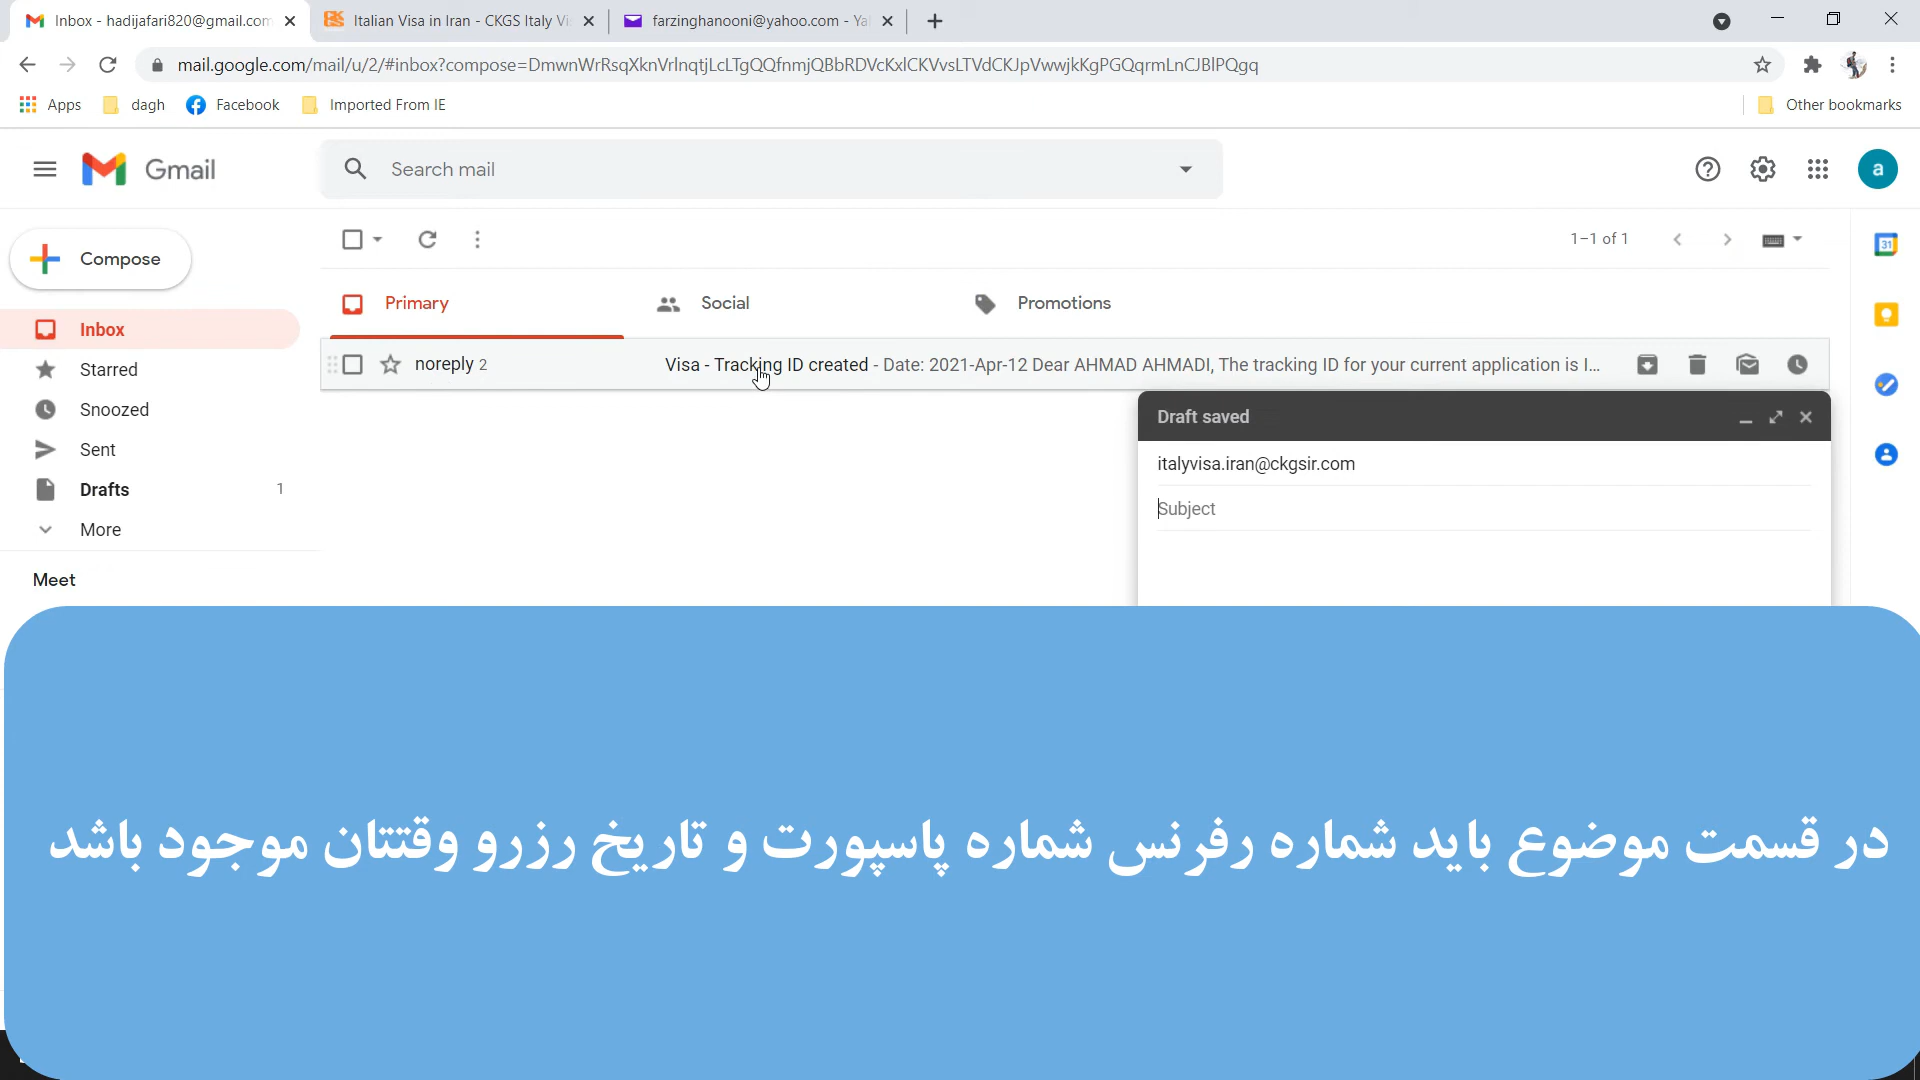 Inbox - hadijafari820@gmail.com
Italian Visa in Iran - CKGS Italy Vi
farzinghanooni@yahoo.com - Ya
mail.google.com/mail/u/2/#inbox?compose=DmwnWrRsqXknVrlnqtjLcLTgQQfnmjQBbRDVcKxlCKVvsLTVdCKJpVwwjkKgPGQqrmLnCJBlPQgq
Apps
dagh
Facebook
Imported From IE
Other bookmarks
Gmail
Search mail
a
Compose
1–1 of 1
31
Primary
Social
Promotions
Inbox
noreply 2
Visa - Tracking ID created - Date: 2021-Apr-12 Dear AHMAD AHMADI, The tracking ID for your current application is I...
Starred
Snoozed
Draft saved
Sent
italyvisa.iran@ckgsir.com
Drafts
1
Subject
More
Meet
در قسمت موضوع باید شماره رفرنس شماره پاسپورت و تاریخ رزرو وقتتان موجود باشد